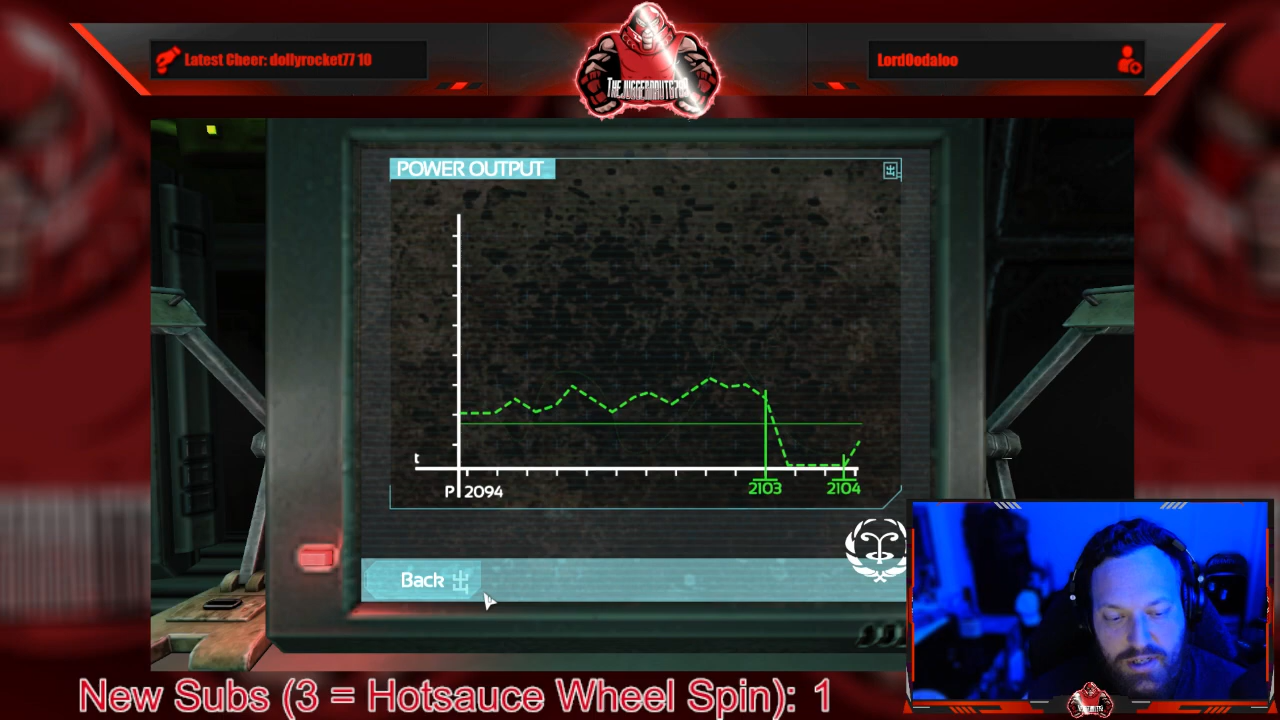 Latest Cheer: dollyrocket77 10
LordOodaloo
POWER OUTPUT
t
P 2094
2103
2104
Back
New Subs (3 = Hotsauce Wheel Spin): 1